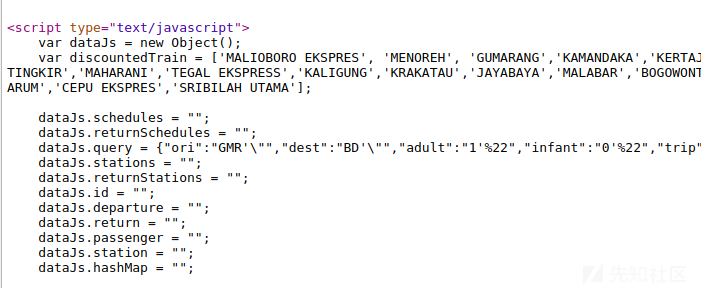 <script type="text/javascript">
    var dataJs = new Object();
    var discountedTrain = ['MALIOBORO EKSPRES', 'MENOREH', 'GUMARANG','KAMANDAKA','KERTAJ
TINGKIR','MAHARANI','TEGAL EKSPRESS','KALIGUNG','KRAKATAU','JAYABAYA','MALABAR','BOGOWONT
ARUM','CEPU EKSPRES','SRIBILAH UTAMA'];
    dataJs.schedules = "";
    dataJs.returnSchedules = "";
    dataJs.query = {"ori":"GMR'\"","dest":"BD'\"","adult":"1'%22","infant":"0'%22","trip"
    dataJs.stations = "";
    dataJs.returnStations = "";
    dataJs.id = "";
    dataJs.departure = "";
    dataJs.return = "";
    dataJs.passenger = "";
    dataJs.station = "";
    dataJs.hashMap = "";
先知社区